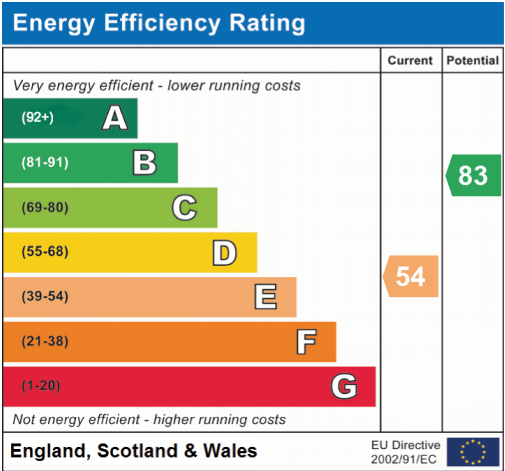 Energy Efficiency Rating
Current Potential
Very energy efficient - lower running costs
(92+) A
(81-91) B
83
(69-80) C
(55-68) D
54
(39-54) E
(21-38) F
(1-20) G
Not energy efficient - higher running costs
England, Scotland & Wales
EU Directive
2002/91/EC